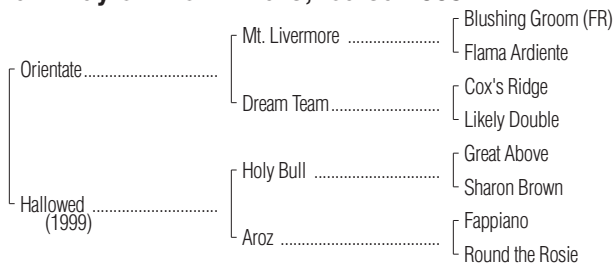 Blushing Groom (FR)
Mt. Livermore ....................
Flama Ardiente
Orientate.............................
Cox's Ridge
Dream Team.........................
Likely Double
Great Above
Holy Bull .........................
Sharon Brown
Hallowed ...........................
(1999)
Fappiano
Aroz ..................................
Round the Rosie